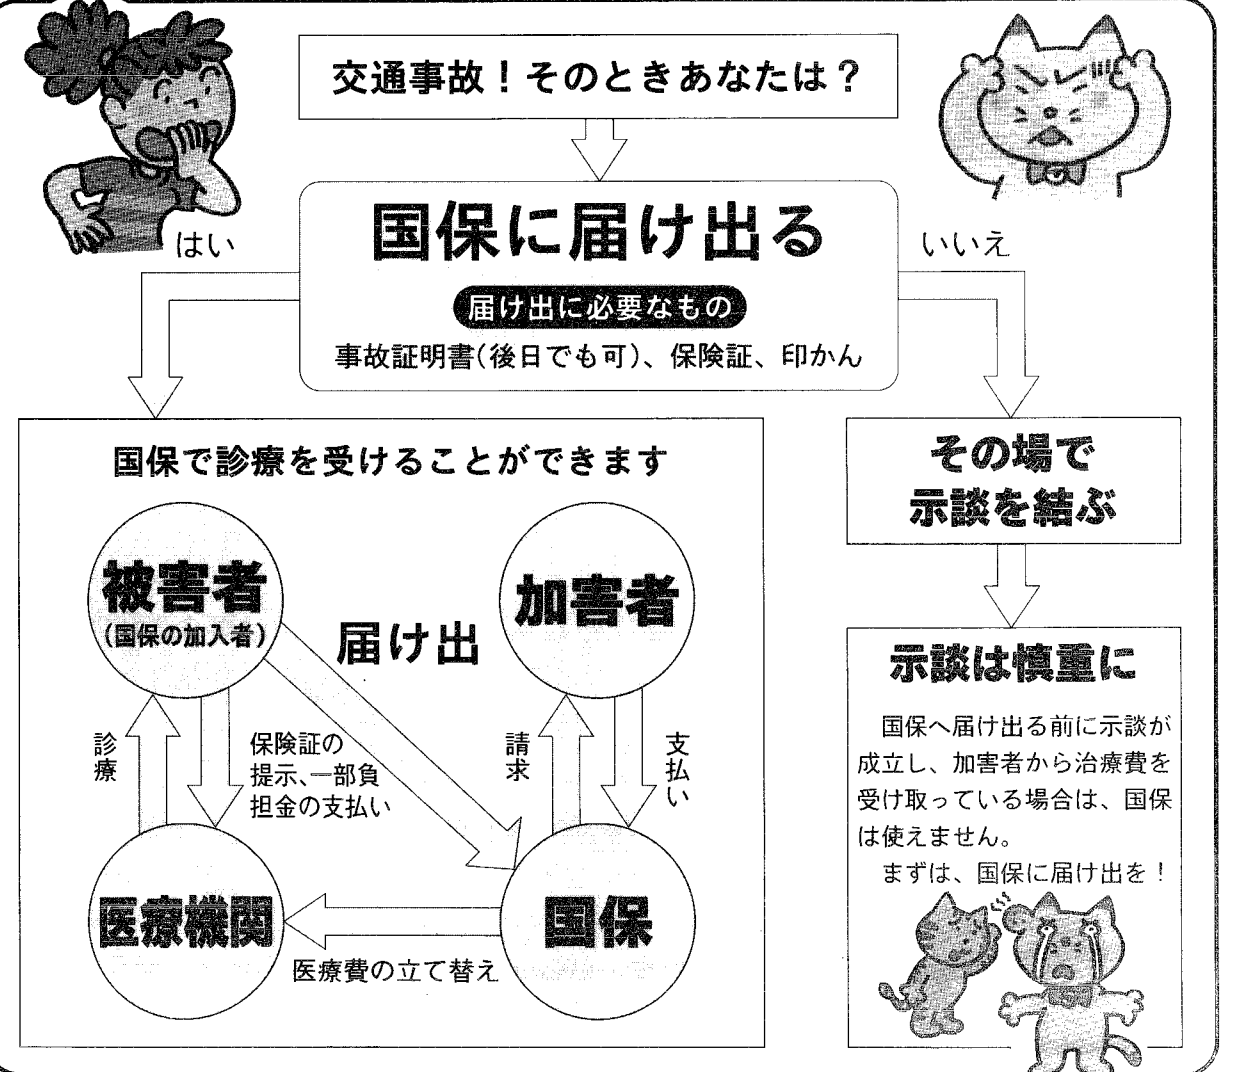 交通事故！そのときあなたは？
国保に届け出る
はい
いいえ
届け出に必要なもの
事故証明書(後日でも可)、保険証、印かん
国保で診療を受けることができます
被害者
(国保の加入者)
届け出
加害者
診療
保険証の
提示、一部負
担金の支払い
請求
支払い
医療機関
国保
医療費の立て替え
その場で
示談を結ぶ
示談は慎重に
国保へ届け出る前に示談が
成立し、加害者から治療費を
受け取っている場合は、国保
は使えません。
まずは、国保に届け出を！